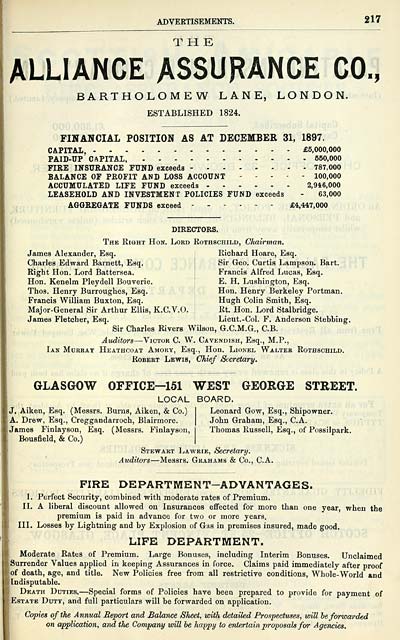 ADVERTISEMENTS. 217
THE
ALLIANCE ASSURANCE CO.,
BARTHOLOMEW LANE, LONDON.
ESTABLISHED 1824.
FINANCIAL POSITION AS AT DECEMBER 31, 1897.
CAPITAL, - - - - - - - - - £5,000,000
PAID-UP CAPITAL, - - - - - - - 550,000
FIRE INSURANCE FUND exceeds - - - - - 787,000
BALANCE OF PROFIT AND LOSS ACCOUNT - - - 100,000
ACCUMULATED LIFE FUND exceeds - - - - 2,944,000
LEASEHOLD AND INVESTMENT POLICIES FUND exceeds - 63,000
AGGREGATE FUNDS exceed - - - - - £4,447,000
DIRECTORS.
THE RIGHT HON. LORD ROTHSCHILD, Chairman.
James Alexander, Esq.
Charles Edward Barnett, Esq.
Right Hon. Lord Battersea.
Hon. Kenelm Pleydell Bouverie.
Thos. Henry Burroughes, Esq.
Francis William Buxton, Esq.
Major-General Sir Arthur Ellis, K.C.V.O.
James Fletcher, Esq.
Richard Hoare, Esq.
Sir Geo. Curtis Lampson, Bart.
Francis Alfred Lucas, Esq.
E. H. Lushington, Esq.
Hon. Henry Berkeley Portman.
Hugh Colin Smith, Esq.
Rt. Hon. Lord Stalbridge.
Lieut.-Col. F. Anderson Stebbing.
Sir Charles Rivers Wilson, G.C.M.G., C.B.
Auditors—VICTOR C. W. CAVENDISH, Esq., M.P.,
IAN MURRAY HEATHCOAT AMORY, Esq., HON. LIONEL WALTER ROTHSCHILD.
ROBERT LEWIS, Chief Secretary.
GLASGOW OFFICE—151 WEST GEORGE STREET.
LOCAL BOARD.
J. Aiken, Esq. (Messrs. Burns, Aiken, & Co.)
A. Drew, Esq., Creggandarroch, Blairmore.
James Finlayson, Esq. (Messrs. Finlayson,
Bousfield, & Co.)
Leonard Gow, Esq., Shipowner.
John Graham, Esq., C.A.
Thomas Russell, Esq., of Possilpark.
STEWART LAWRIE, Secretary.
Auditors—MESSRS. GRAHAMS & Co., C.A.
FIRE DEPARTMENT—ADVANTAGES.
I. Perfect Security, combined with moderate rates of Premium.
II. A liberal discount allowed on Insurances effected for more than one year, when the
premium is paid in advance for two or more years,
III. Losses by Lightning and by Explosion of Gas in premises insured, made good.
LIFE DEPARTMENT.
Moderate Rates of Premium. Large Bonuses, including Interim Bonuses. Unclaimed
Surrender Values applied in keeping Assurances in force. Claims paid immediately after proof
of death, age, and title. New Policies free from all restrictive conditions, Whole-World and
Indisputable.
DEATH DUTIES,—Special forms of Policies have been prepared to provide for payment of
ESTATE DUTY, and full particulars will be forwarded on application.
Copies of the Annual Report and Balance Sheet, with detailed Prospectuses, will be forwarded
on application, and the Company will be happy to entertain proposals for Agencies.